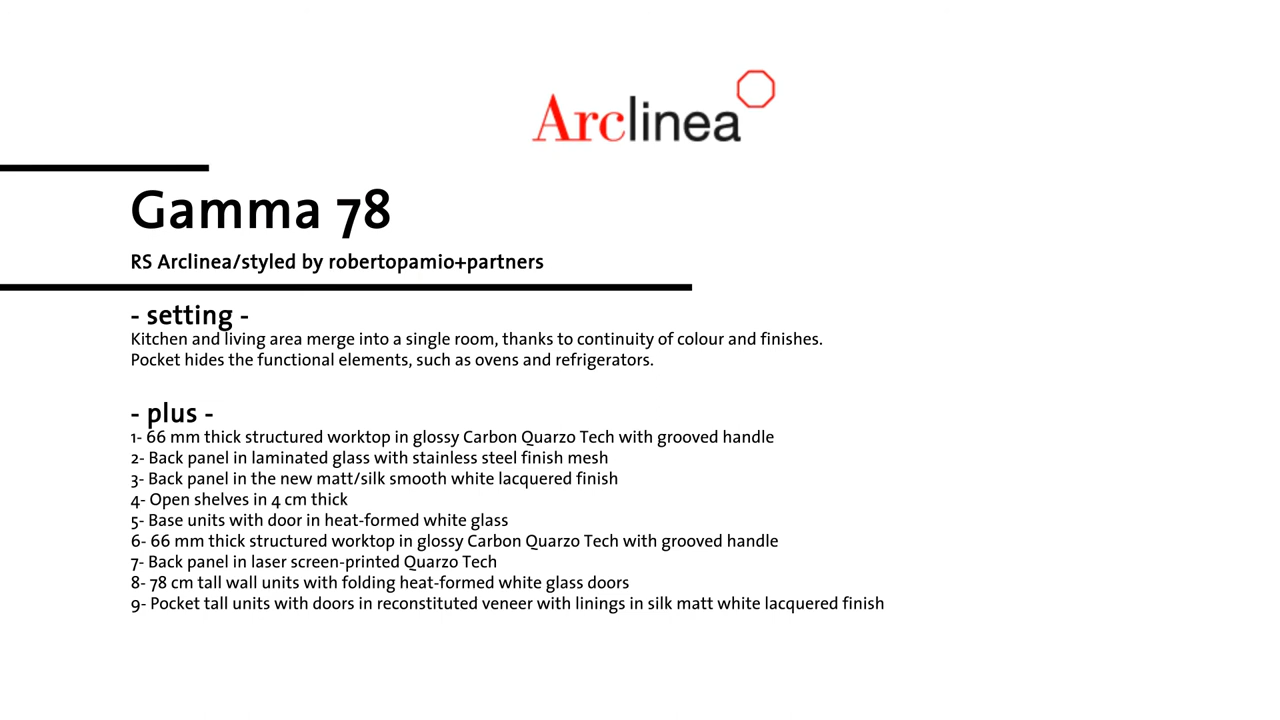 Arclinea
Gamma 78
RS Arclinea/styled by robertopamio+partners
- setting -
Kitchen and living area merge into a single room, thanks to continuity of colour and finishes.
Pocket hides the functional elements, such as ovens and refrigerators.
- plus -
1- 66 mm thick structured worktop in glossy Carbon Quarzo Tech with grooved handle
2- Back panel in laminated glass with stainless steel finish mesh
3- Back panel in the new matt/silk smooth white lacquered finish
4- Open shelves in 4 cm thick
5- Base units with door in heat-formed white glass
6- 66 mm thick structured worktop in glossy Carbon Quarzo Tech with grooved handle
7- Back panel in laser screen-printed Quarzo Tech
8- 78 cm tall wall units with folding heat-formed white glass doors
9- Pocket tall units with doors in reconstituted veneer with linings in silk matt white lacquered finish